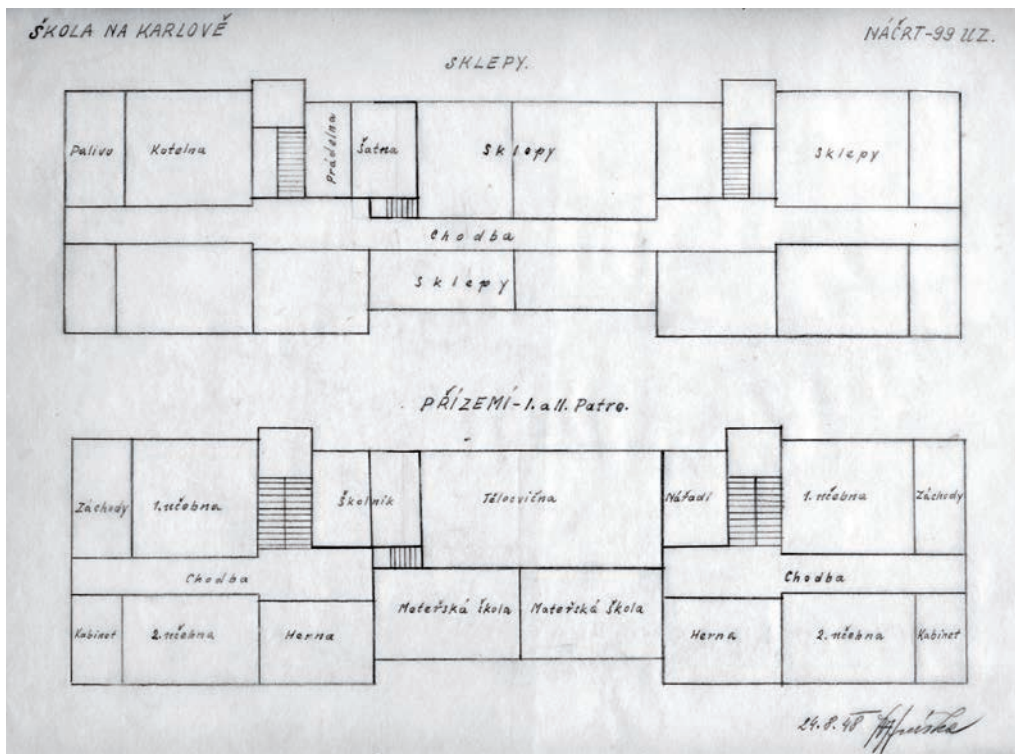 ŠKOLA NA KARLOVĚ
NÁČRT-99 UZ.
SKLEPY.
Palivo Kotelna Prádelna Šatna Sklepy Sklepy
Chodba
Sklepy
PŘÍZEMÍ-I. a II. Patro.
Záchody 1.učebna Školník Tělocvična Nářadí 1.učebna Záchody
Chodba Chodba
Kabinet 2.učebna Herna Mateřská škola Mateřská škola Herna 2.učebna Kabinet
24.8.48